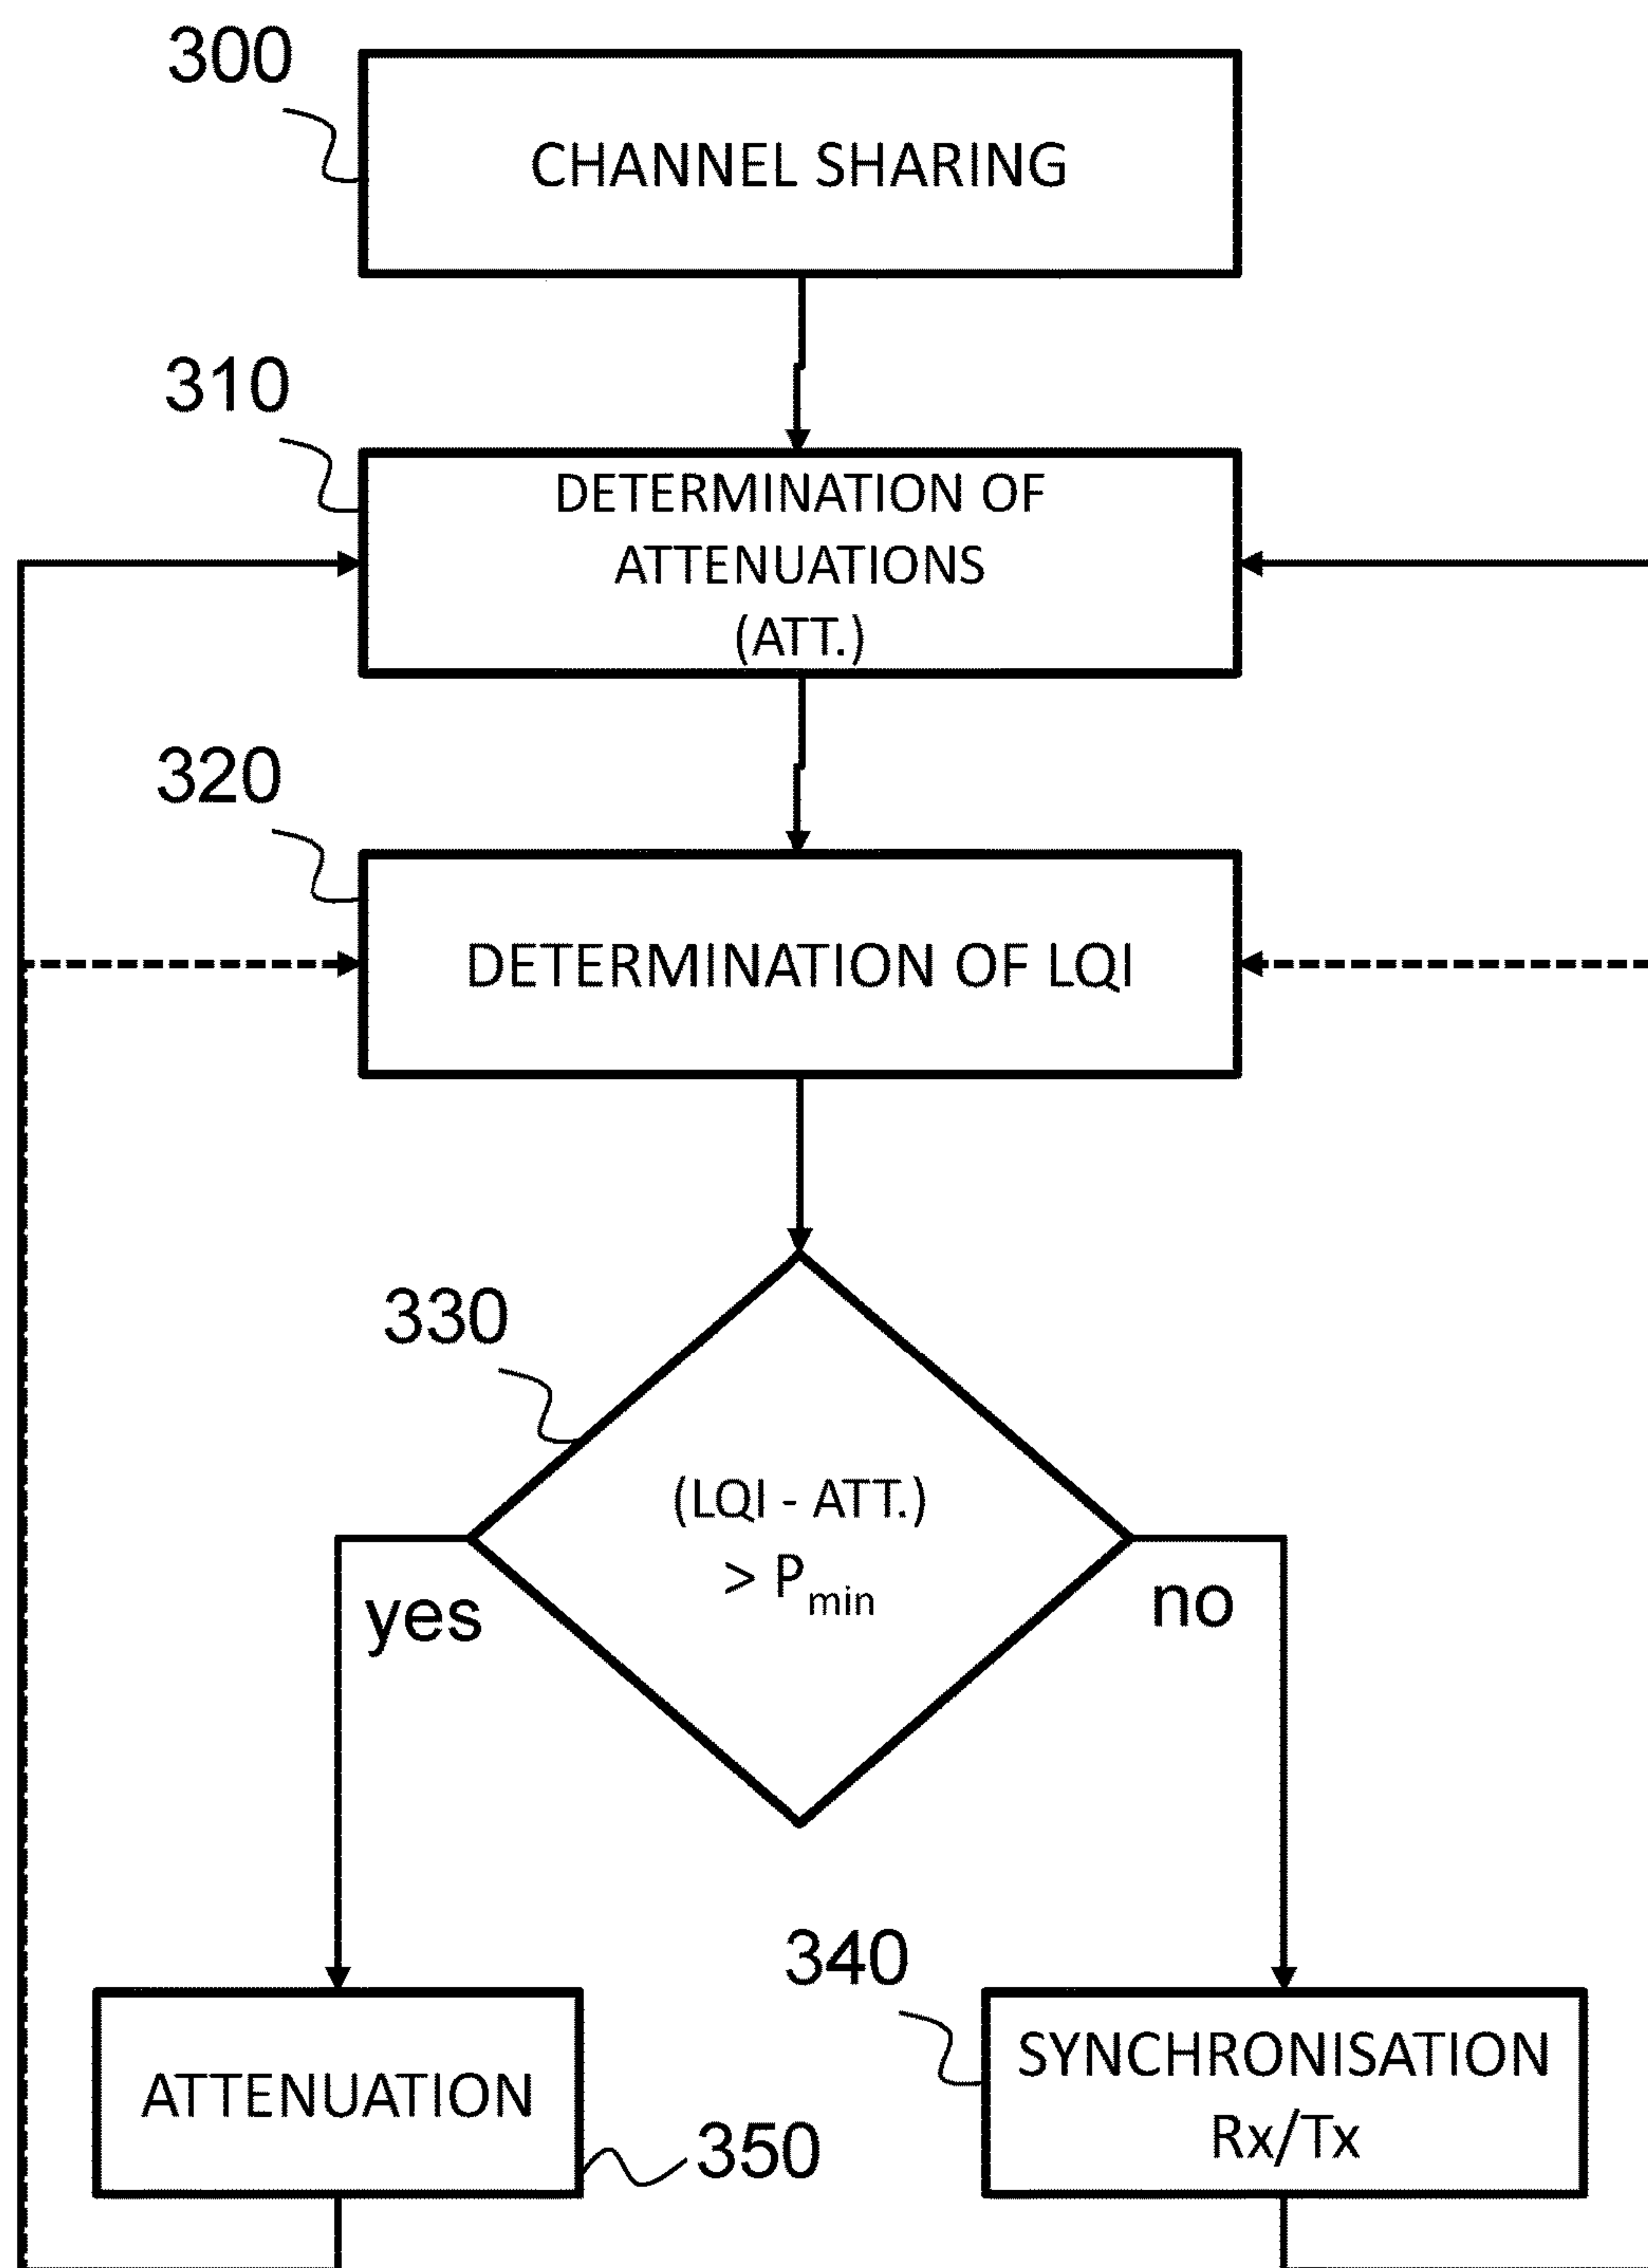 300
CHANNEL SHARING
310
DETERMINATION OF
ATTENUATIONS
(ATT.)
320
DETERMINATION OF LQI
330
(LQI - ATT.)
> Pmin
yes
no
340
SYNCHRONISATION
Rx/Tx
ATTENUATION
350